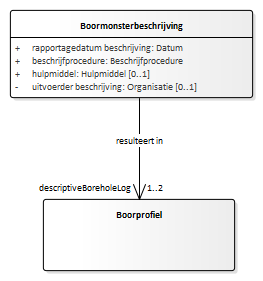 Boormonsterbeschrijving
+ rapportagedatum beschrijving: Datum
+ beschrijfprocedure: Beschrijfprocedure
+ hulpmiddel: Hulpmiddel [0..1]
- uitvoerder beschrijving: Organisatie [0..1]
resulteert in
descriptiveBoreholeLog 1..2
Boorprofiel